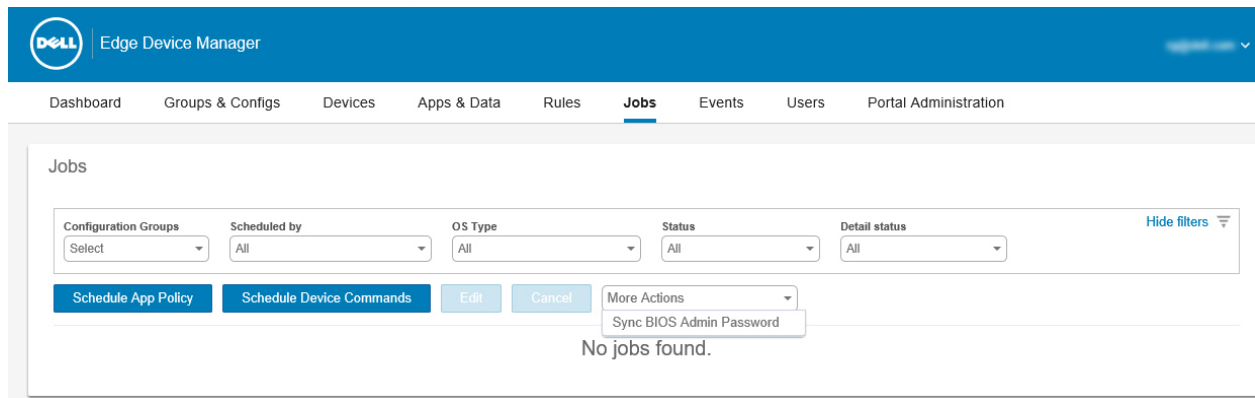 DELL Edge Device Manager
Dashboard Groups & Configs Devices Apps & Data Rules Jobs Events Users Portal Administration
Jobs
Configuration Groups Scheduled by OS Type Status Detail status Hide filters
Select All All All All
Schedule App Policy Schedule Device Commands Edit Cancel More Actions
Sync BIOS Admin Password
No jobs found.